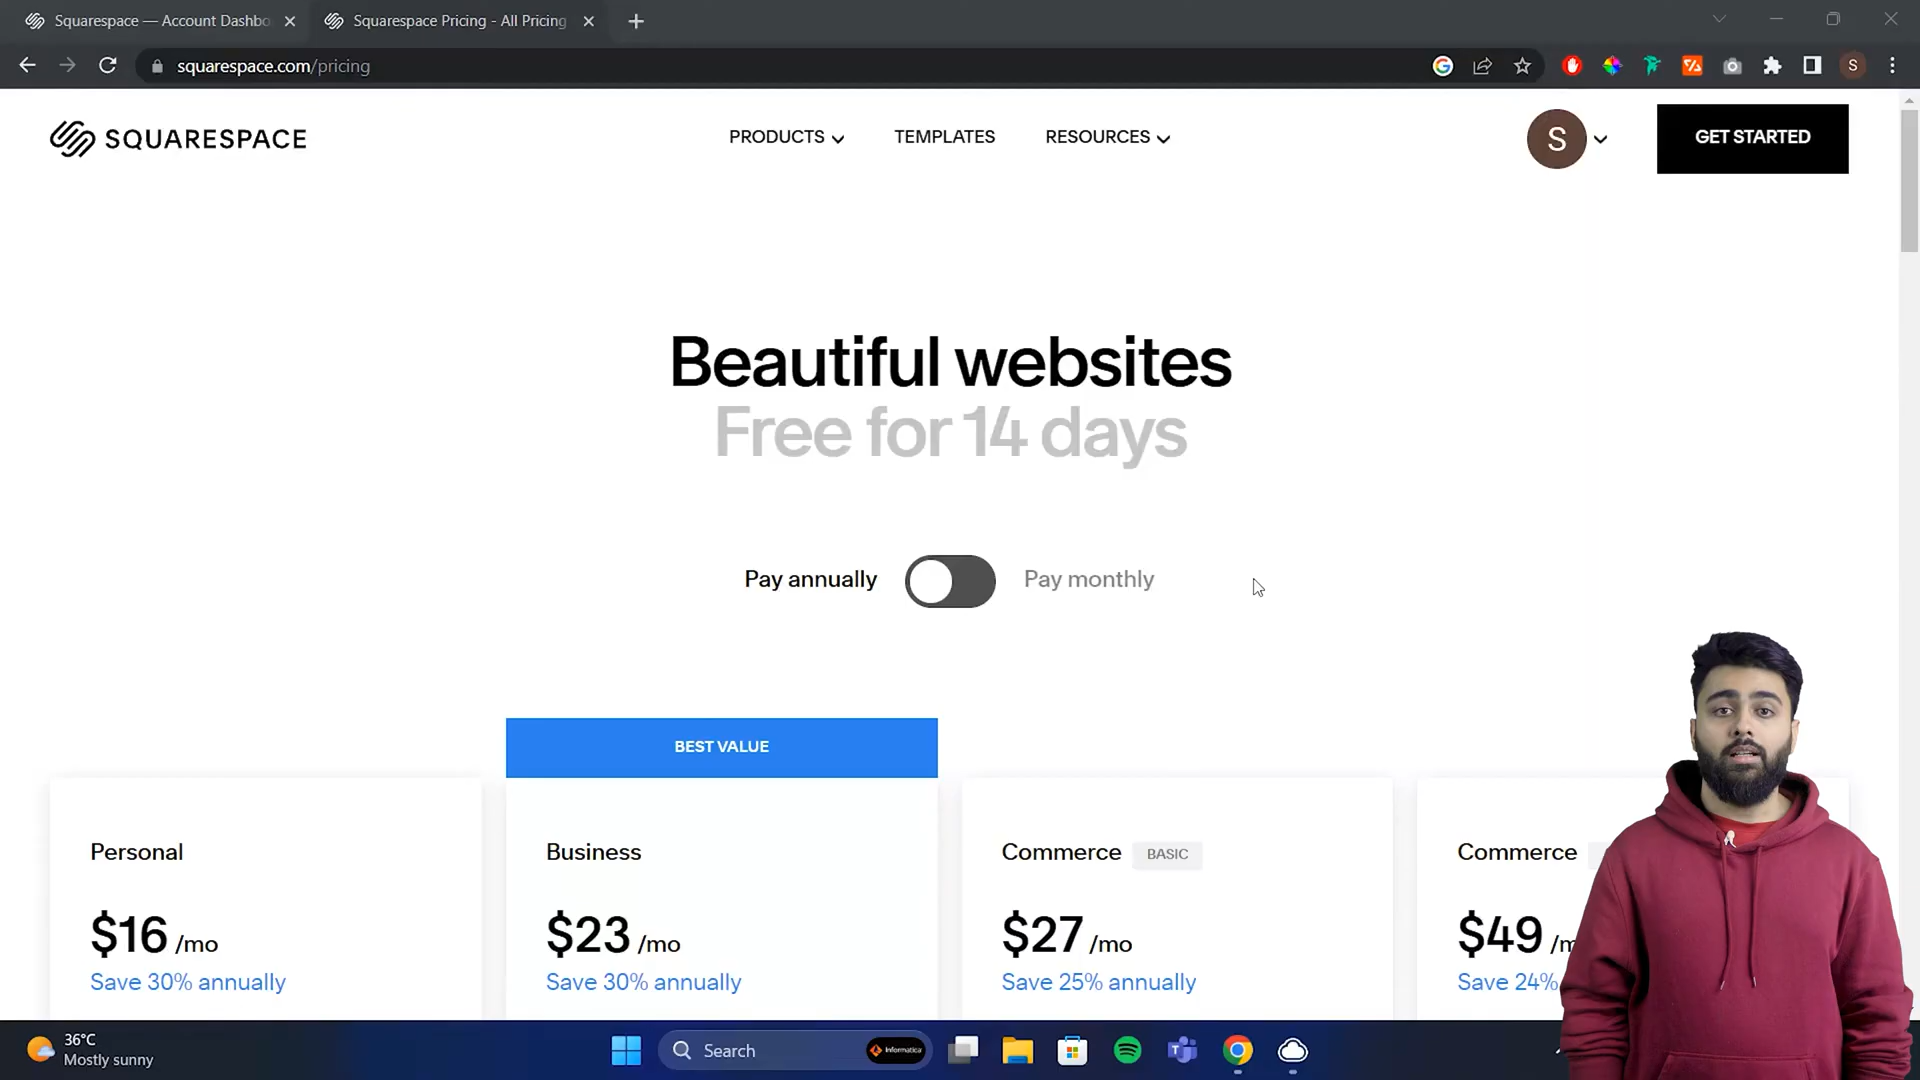 Squarespace — Account Dashbo
Squarespace Pricing - All Pricing
squarespace.com/pricing
S
SQUARESPACE
PRODUCTS
TEMPLATES
RESOURCES
S
GET STARTED
Beautiful websites
Free for 14 days
Pay annually
Pay monthly
BEST VALUE
Personal
$16 /mo
Save 30% annually
Business
$23 /mo
Save 30% annually
Commerce BASIC
$27 /mo
Save 25% annually
Commerce
$49 /m
Save 24%
36°C
Mostly sunny
Search
Informatica